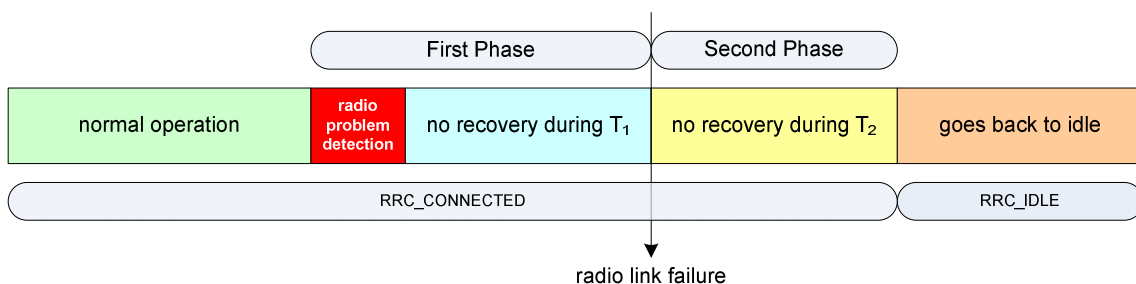 First Phase
Second Phase
normal operation
radio
problem
detection
no recovery during T₁
no recovery during T₂
goes back to idle
RRC_CONNECTED
RRC_IDLE
radio link failure